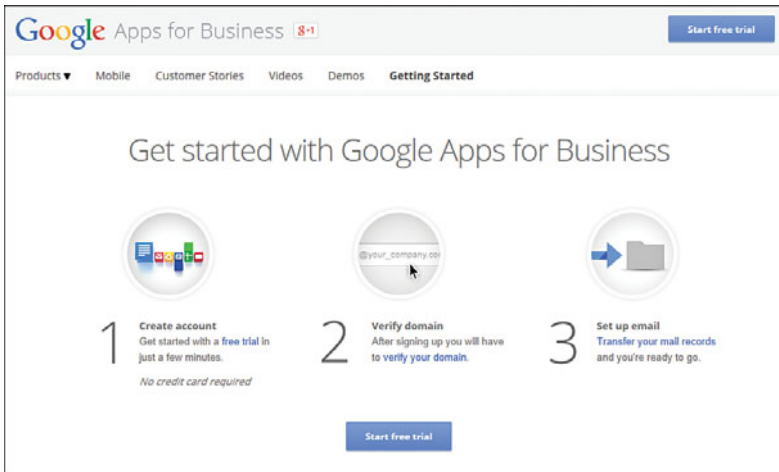 Google Apps for Business 8+1 Start free trial
Products ▼ Mobile Customer Stories Videos Demos Getting Started
Get started with Google Apps for Business
@your_company.com
1 Create account
Get started with a free trial in
just a few minutes.
No credit card required
2 Verify domain
After signing up you will have
to verify your domain.
3 Set up email
Transfer your mail records
and you're ready to go.
Start free trial